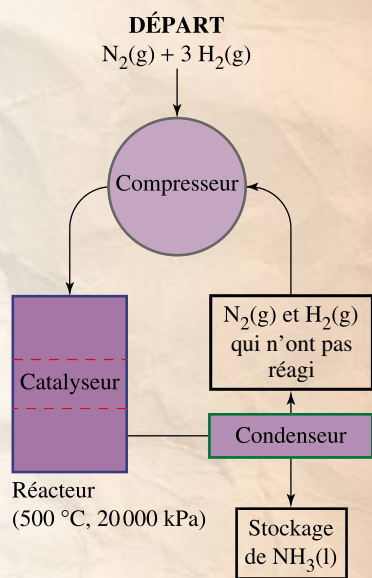 DÉPART
N₂(g) + 3 H₂(g)
Compresseur
Catalyseur
Réacteur
(500 °C, 20 000 kPa)
N₂(g) et H₂(g)
qui n'ont pas
réagi
Condenseur
Stockage
de NH₃(l)